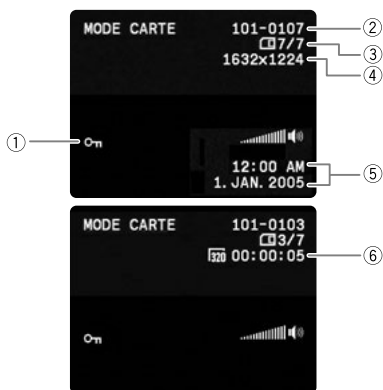 MODE CARTE 101-0107 ②
7/7 ③
1632x1224 ④
①
12:00 AM ⑤
1. JAN. 2005
MODE CARTE 101-0103
3/7
320 00:00:05 ⑥